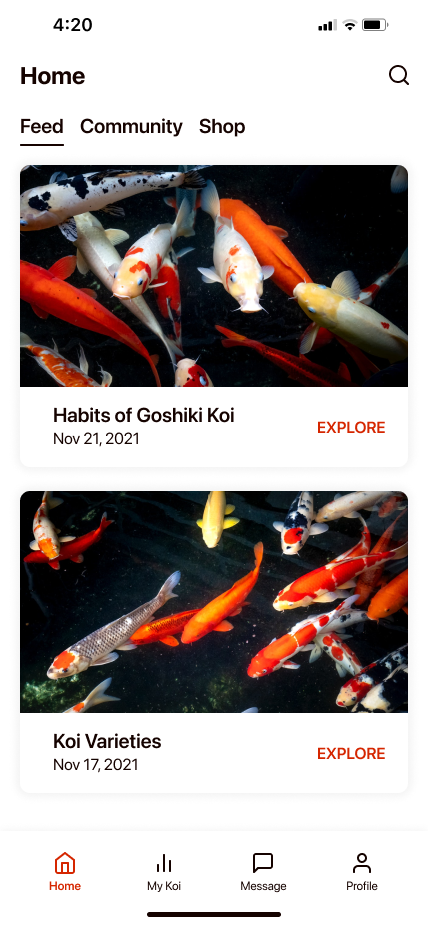 4:20
Home
Feed Community Shop
Habits of Goshiki Koi
Nov 21, 2021
EXPLORE
Koi Varieties
Nov 17, 2021
EXPLORE
Home My Koi Message Profile